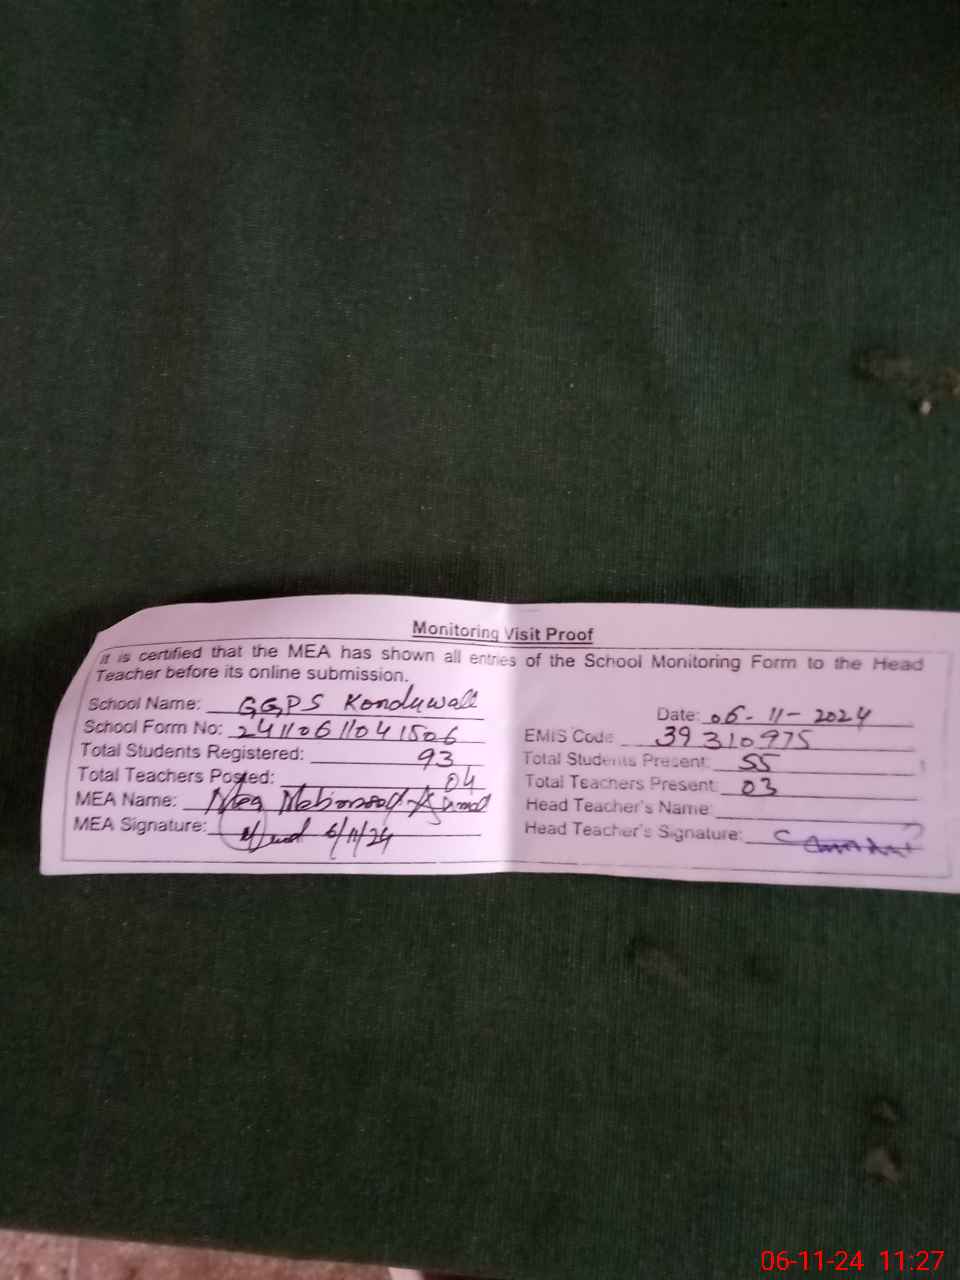 Monitoring Visit Proof
It is certified that the MEA has shown all entries of the School Monitoring Form to the Head
Teacher before its online submission.
School Name: GGPS Konduwali
Date: 06-11-2024
School Form No: 24110611041506
EMIS Code 39310975
Total Students Registered: 93
Total Students Present: 55
Total Teachers Posted: 04
Total Teachers Present: 03
MEA Name:
Head Teacher's Name:
MEA Signature: 6/11/24
Head Teacher's Signature:
06-11-24 11:27